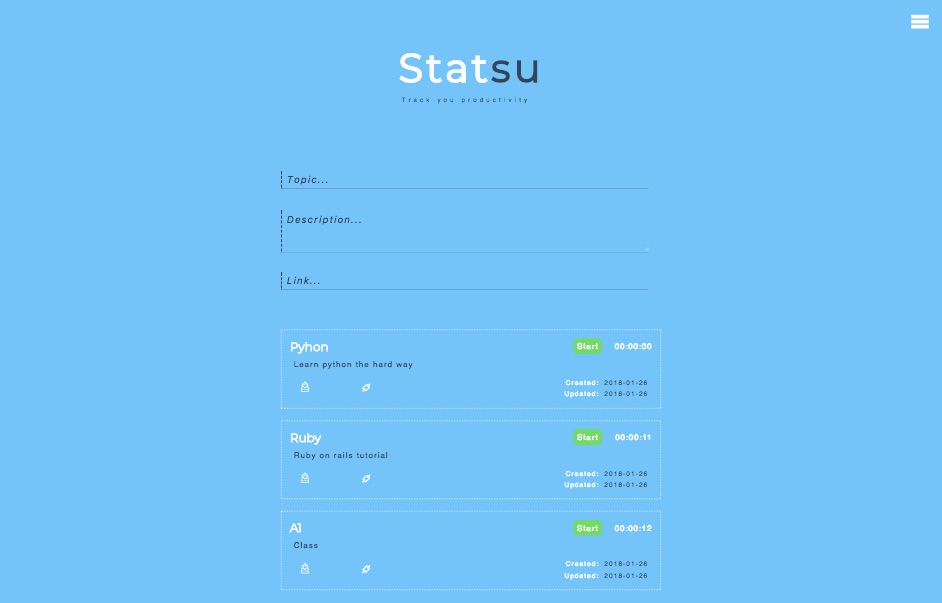 Statsu
Track you productivity
Topic...
Description...
Link...
Pyhon Start 00:00:00
Learn python the hard way
Created: 2018-01-26
Updated: 2018-01-26
Ruby Start 00:00:11
Ruby on rails tutorial
Created: 2018-01-26
Updated: 2018-01-26
A1 Start 00:00:12
Class
Created: 2018-01-26
Updated: 2018-01-26